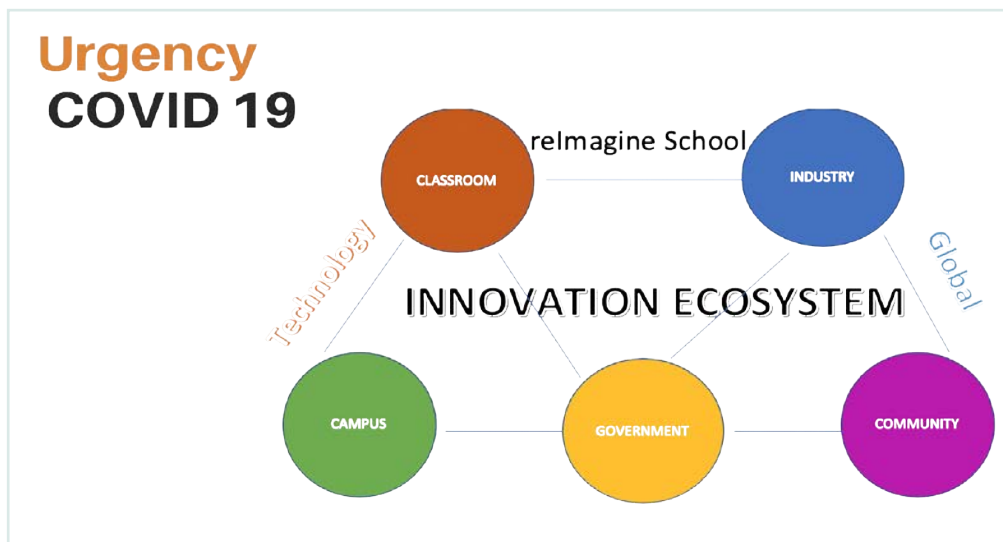 Urgency
COVID 19
reImagine School
CLASSROOM
INDUSTRY
Technology
Global
INNOVATION ECOSYSTEM
CAMPUS
GOVERNMENT
COMMUNITY